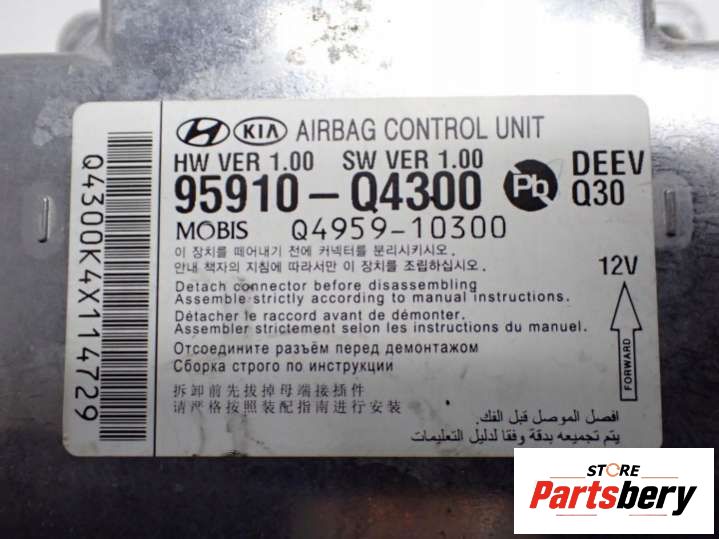 KIA AIRBAG CONTROL UNIT
HW VER 1.00 SW VER 1.00
95910-Q4300 Pb DEEV
Q30
MOBIS Q4959-10300
이 장치를 떼어내기 전에 커넥터를 분리시키시오.
안내 책자의 지침에 따라서만 이 장치를 조립하십시오.
12V
Detach connector before disassembling
Assemble strictly according to manual instructions.
Détacher le raccord avant de démonter.
Assembler strictement selon les instructions du manuel.
Отсоедините разъём перед демонтажом
Сборка строго по инструкции
拆卸前先拔掉母端接插件
请严格按照装配指南进行安装
FORWARD
افصل الموصل قبل الفك.
يتم تجميعه بدقة وفقا لدليل التعليمات
Q4300K4X114729
STORE
Partsbery